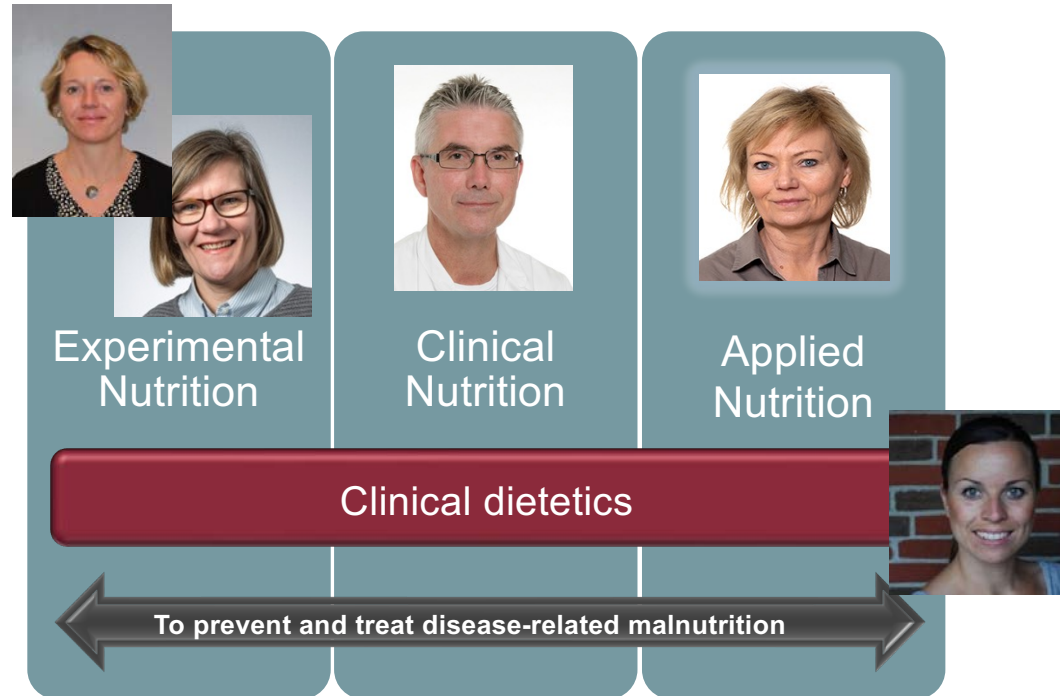 Experimental
Nutrition
Clinical
Nutrition
Applied
Nutrition
Clinical dietetics
To prevent and treat disease-related malnutrition